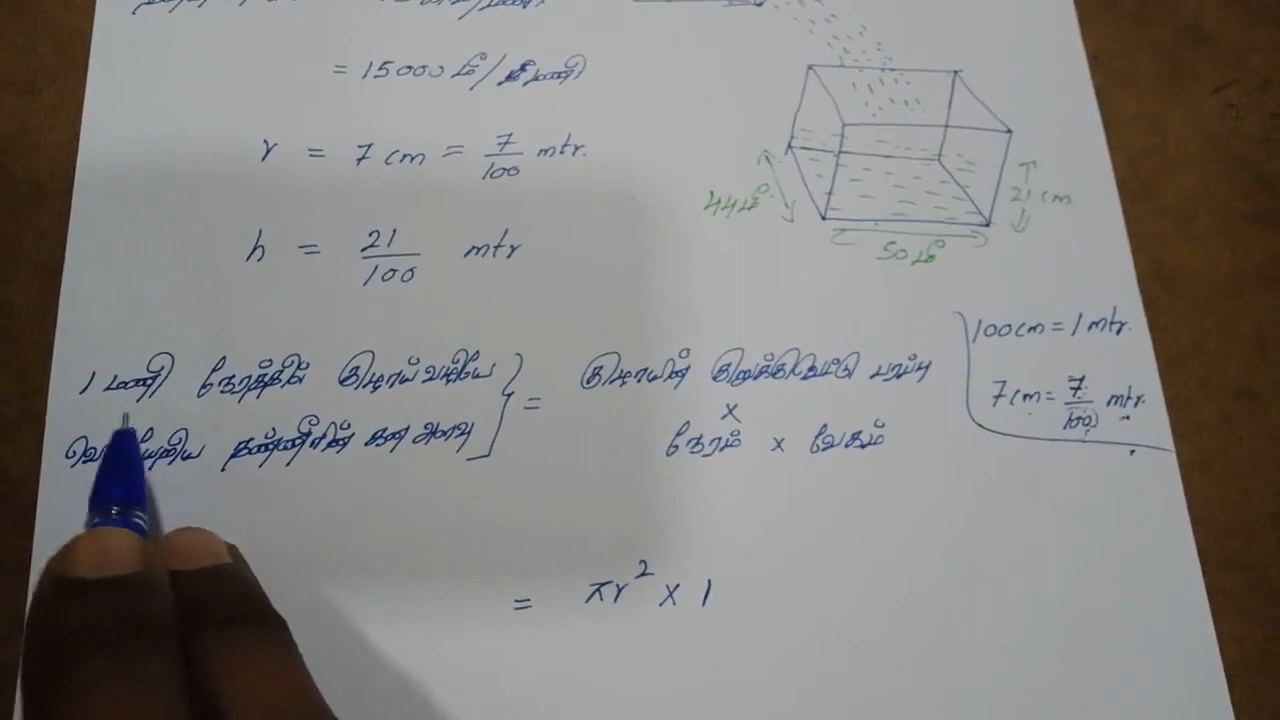 = 15000 மீ/மணி
r = 7 cm = 7/100 mtr.
h = 21/100 mtr
44மீ
21 cm
50மீ
100cm = 1 mtr.
7cm = 7/100 mtr.
1 மணி நேரத்தில் குழாய் வழியே } = குழாயின் குறுக்குவெட்டு பரப்பு
×
வெளியேறிய தண்ணீரின் கன அளவு நேரம் × வேகம்
= πr² × 1